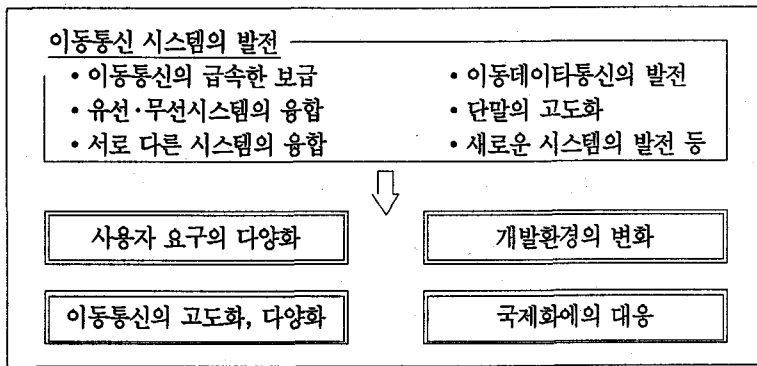 이동통신 시스템의 발전
• 이동통신의 급속한 보급
• 유선·무선시스템의 융합
• 서로 다른 시스템의 융합
• 이동데이타통신의 발전
• 단말의 고도화
• 새로운 시스템의 발전 등
사용자 요구의 다양화
개발환경의 변화
이동통신의 고도화, 다양화
국제화에의 대응